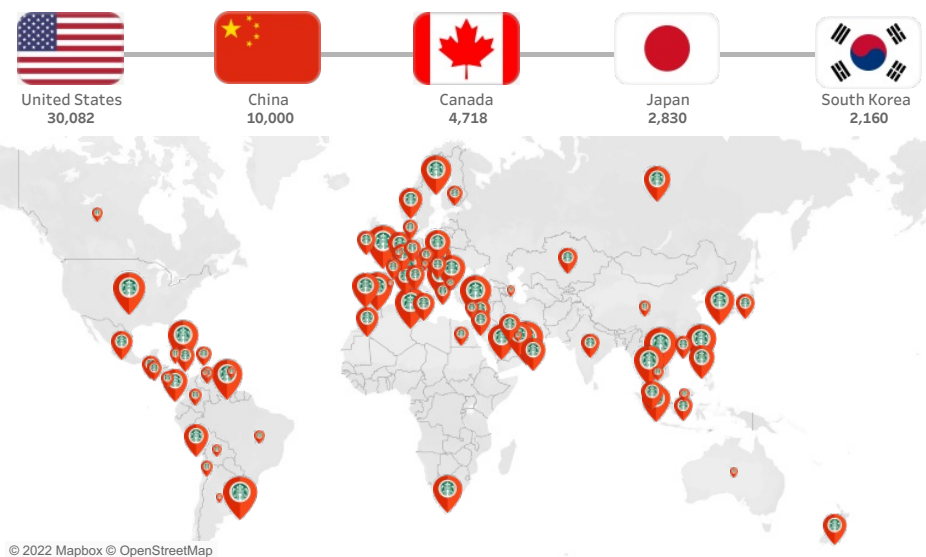 United States
30,082
China
10,000
Canada
4,718
Japan
2,830
South Korea
2,160
© 2022 Mapbox © OpenStreetMap